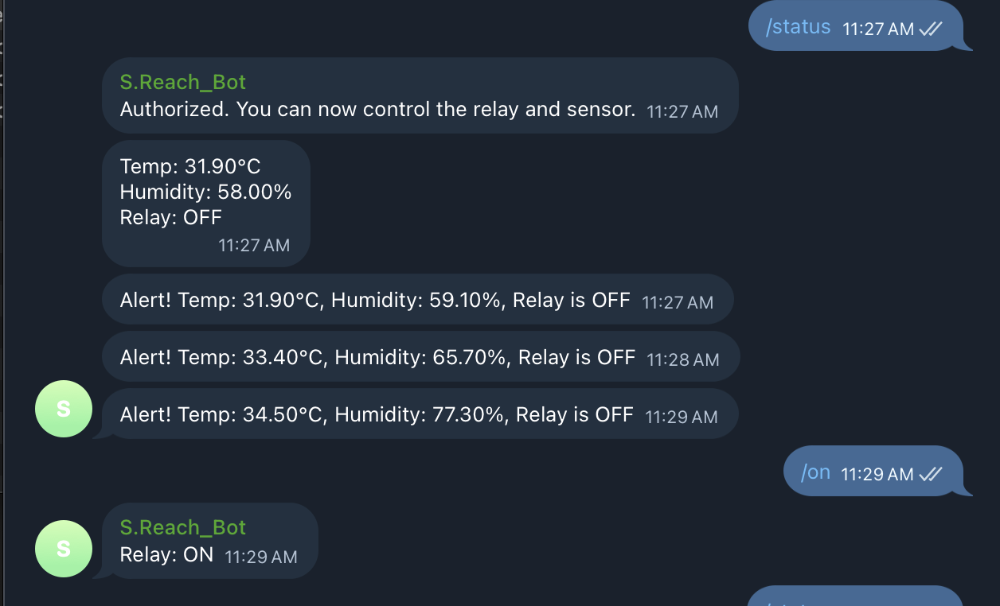 /status 11:27 AM
S.Reach_Bot
Authorized. You can now control the relay and sensor. 11:27 AM
Temp: 31.90°C
Humidity: 58.00%
Relay: OFF
11:27 AM
Alert! Temp: 31.90°C, Humidity: 59.10%, Relay is OFF 11:27 AM
Alert! Temp: 33.40°C, Humidity: 65.70%, Relay is OFF 11:28 AM
Alert! Temp: 34.50°C, Humidity: 77.30%, Relay is OFF 11:29 AM
S
/on 11:29 AM
S.Reach_Bot
Relay: ON 11:29 AM
S